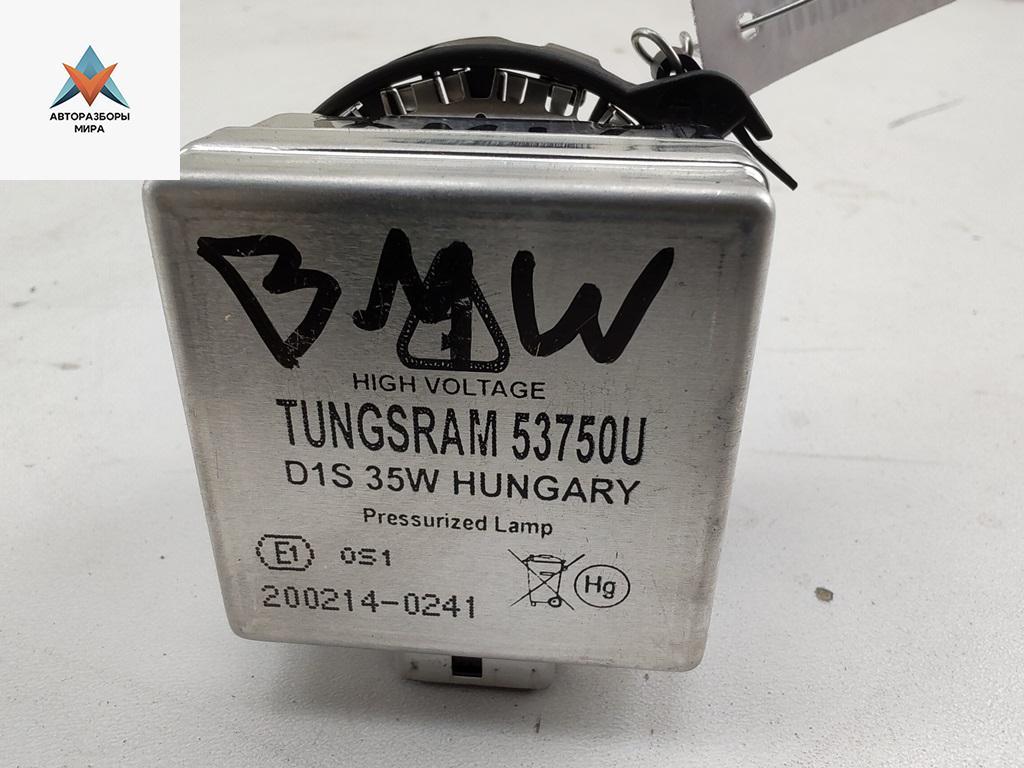 АВТОРАЗБОРЫ
МИРА
BMW
HIGH VOLTAGE
TUNGSRAM 53750U
D1S 35W HUNGARY
Pressurized Lamp
E1 0S1
Hg
200214-0241